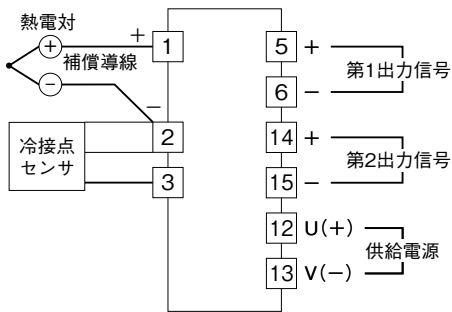 熱電対
+
補償導線
+
−
−
冷接点
センサ
1
2
3
5 +
第1出力信号
6 −
14 +
第2出力信号
15 −
12 U(+)
供給電源
13 V(−)